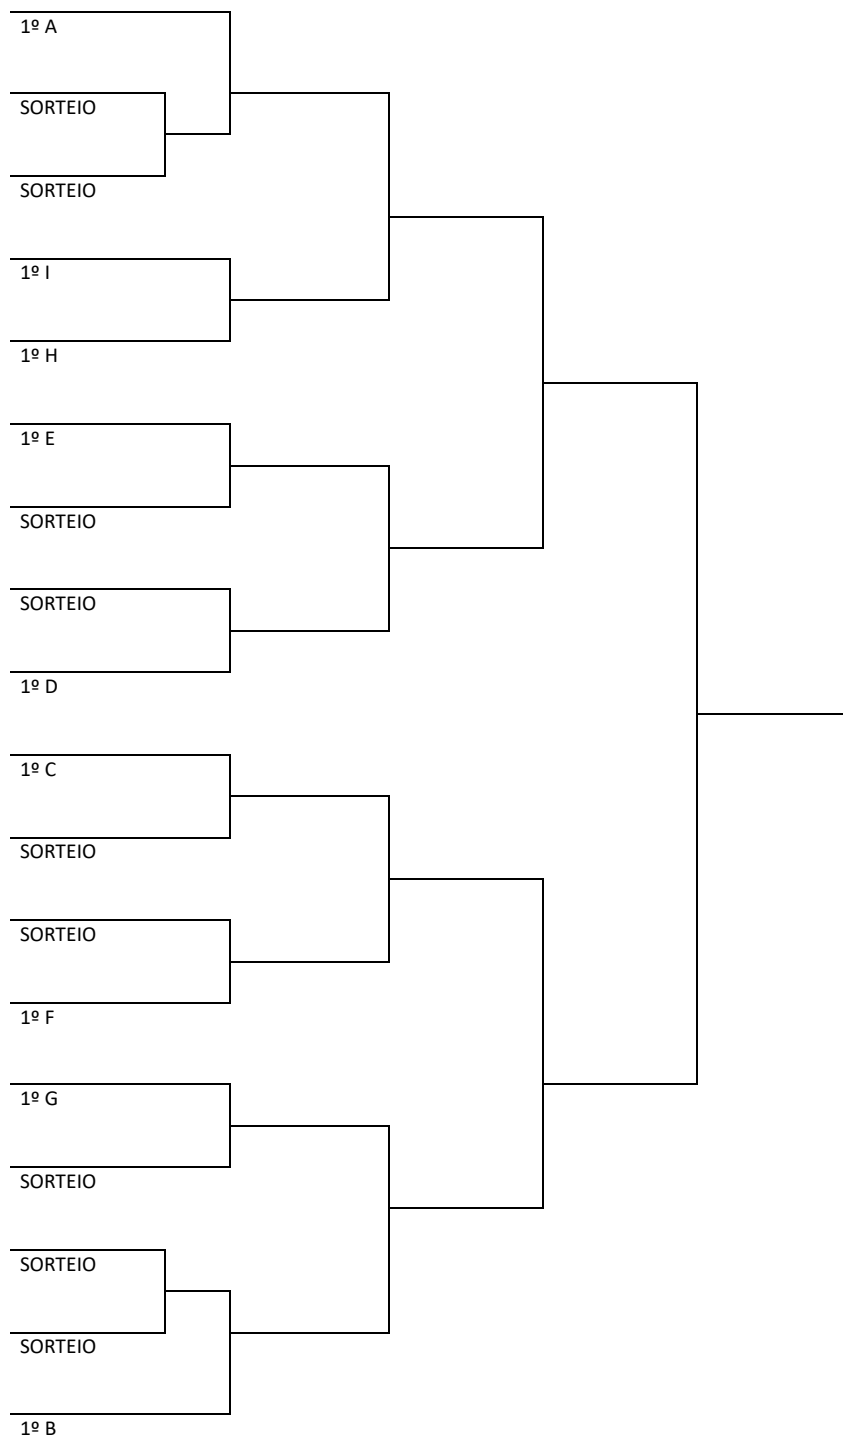 1º A
SORTEIO
SORTEIO
1º I
1º H
1º E
SORTEIO
SORTEIO
1º D
1º C
SORTEIO
SORTEIO
1º F
1º G
SORTEIO
SORTEIO
SORTEIO
1º B